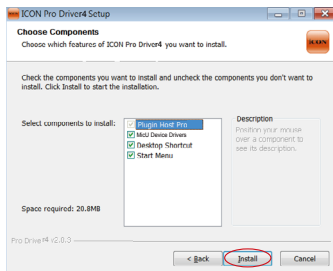 ICON Pro Driver4 Setup
Choose Components
Choose which features of ICON Pro Driver4 you want to install.
ICON
Check the components you want to install and uncheck the components you don't want to
install. Click Install to start the installation.
Select components to install:
Plugin Host Pro
MicU Device Drivers
Desktop Shortcut
Start Menu
Description
Position your mouse
over a component to
see its description.
Space required: 20.8MB
Pro Driver4 v2.8.3
< Back
Install
Cancel